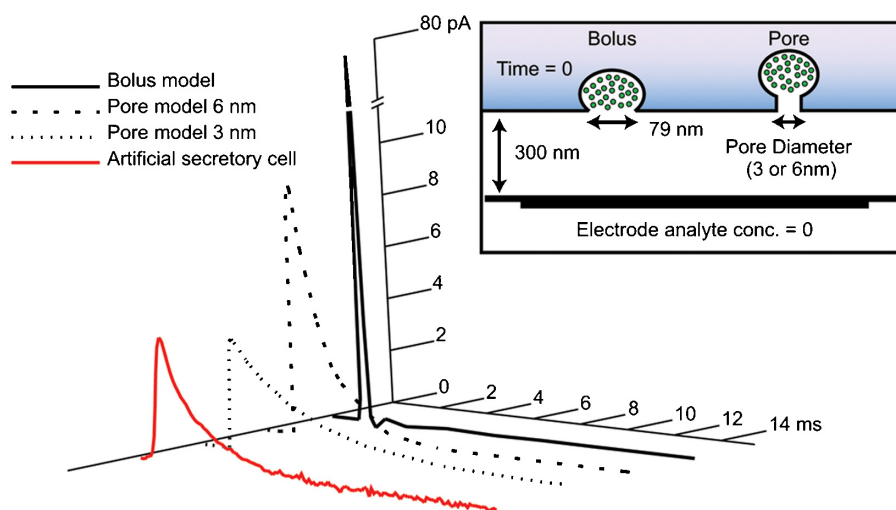 Bolus model
Pore model 6 nm
Pore model 3 nm
Artificial secretory cell
80 pA
10
8
6
4
2
0
2
4
6
8
10
12
14 ms
Bolus
Pore
Time = 0
79 nm
300 nm
Pore Diameter
(3 or 6nm)
Electrode analyte conc. = 0